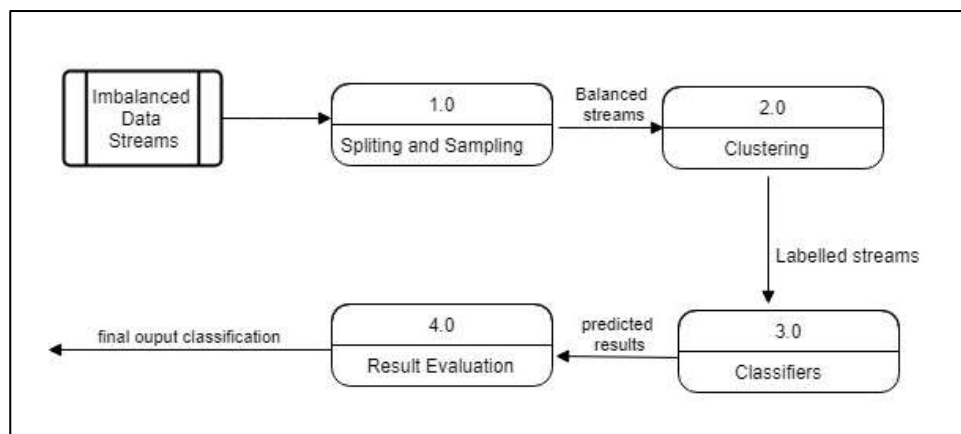 Imbalanced
Data
Streams
1.0
Spliting and Sampling
Balanced
streams
2.0
Clustering
Labelled streams
3.0
Classifiers
predicted
results
4.0
Result Evaluation
final ouput classification